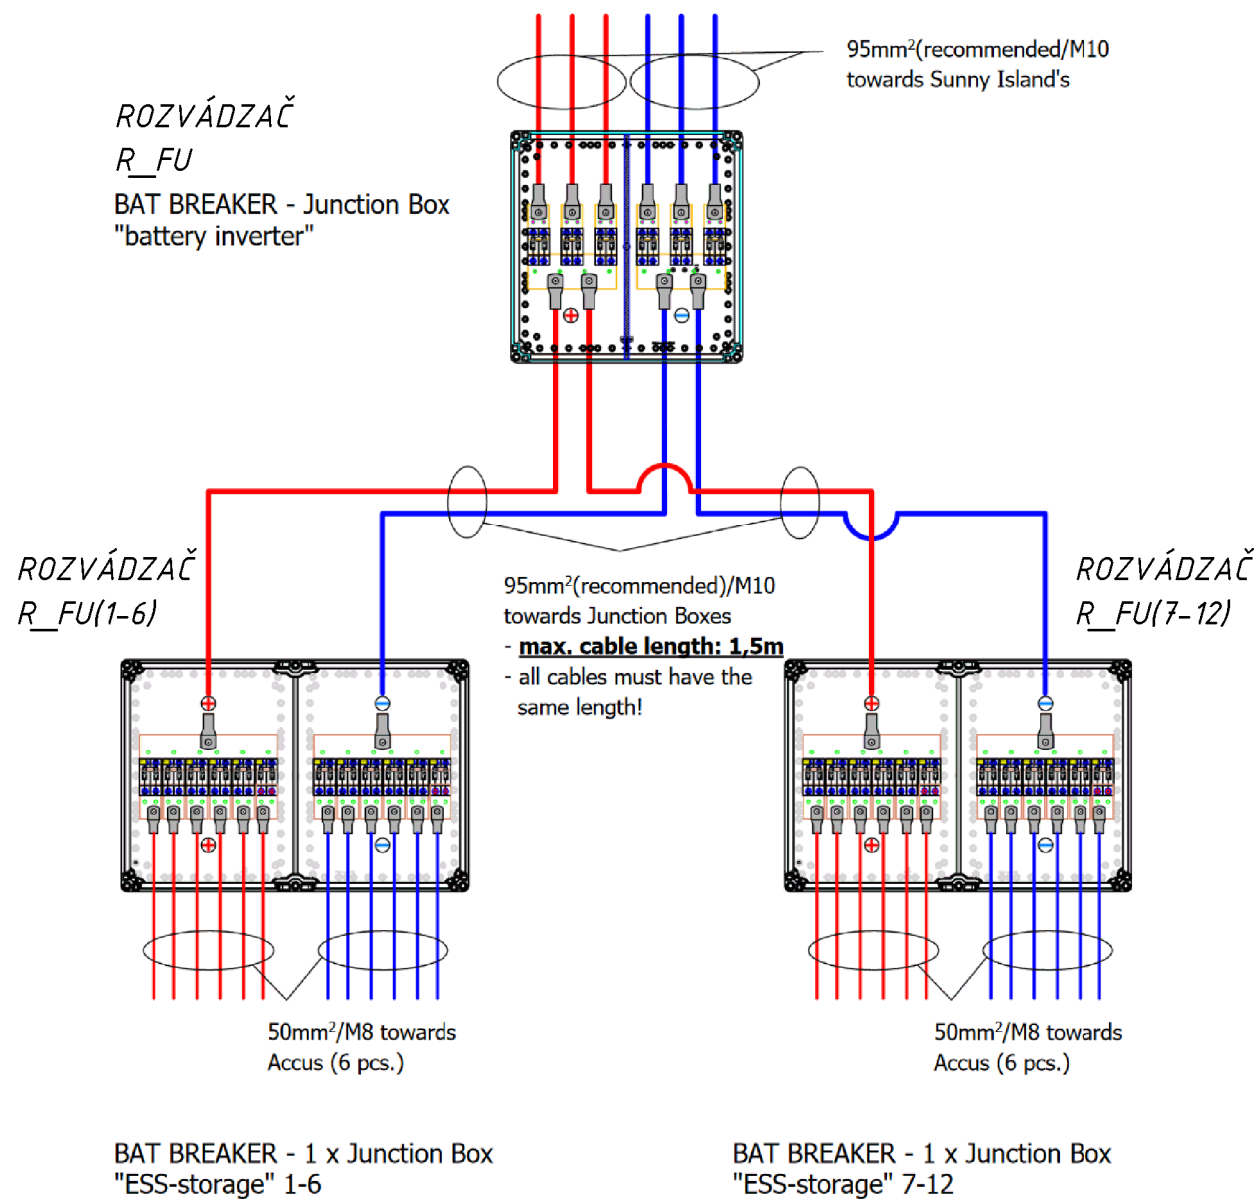 95mm²(recommended/M10
towards Sunny Island's
ROZVÁDZAČ
R_FU
BAT BREAKER - Junction Box
"battery inverter"
ROZVÁDZAČ
R_FU(1-6)
95mm²(recommended)/M10
towards Junction Boxes
- max. cable length: 1,5m
- all cables must have the
same length!
ROZVÁDZAČ
R_FU(7-12)
50mm²/M8 towards
Accus (6 pcs.)
50mm²/M8 towards
Accus (6 pcs.)
BAT BREAKER - 1 x Junction Box
"ESS-storage" 1-6
BAT BREAKER - 1 x Junction Box
"ESS-storage" 7-12